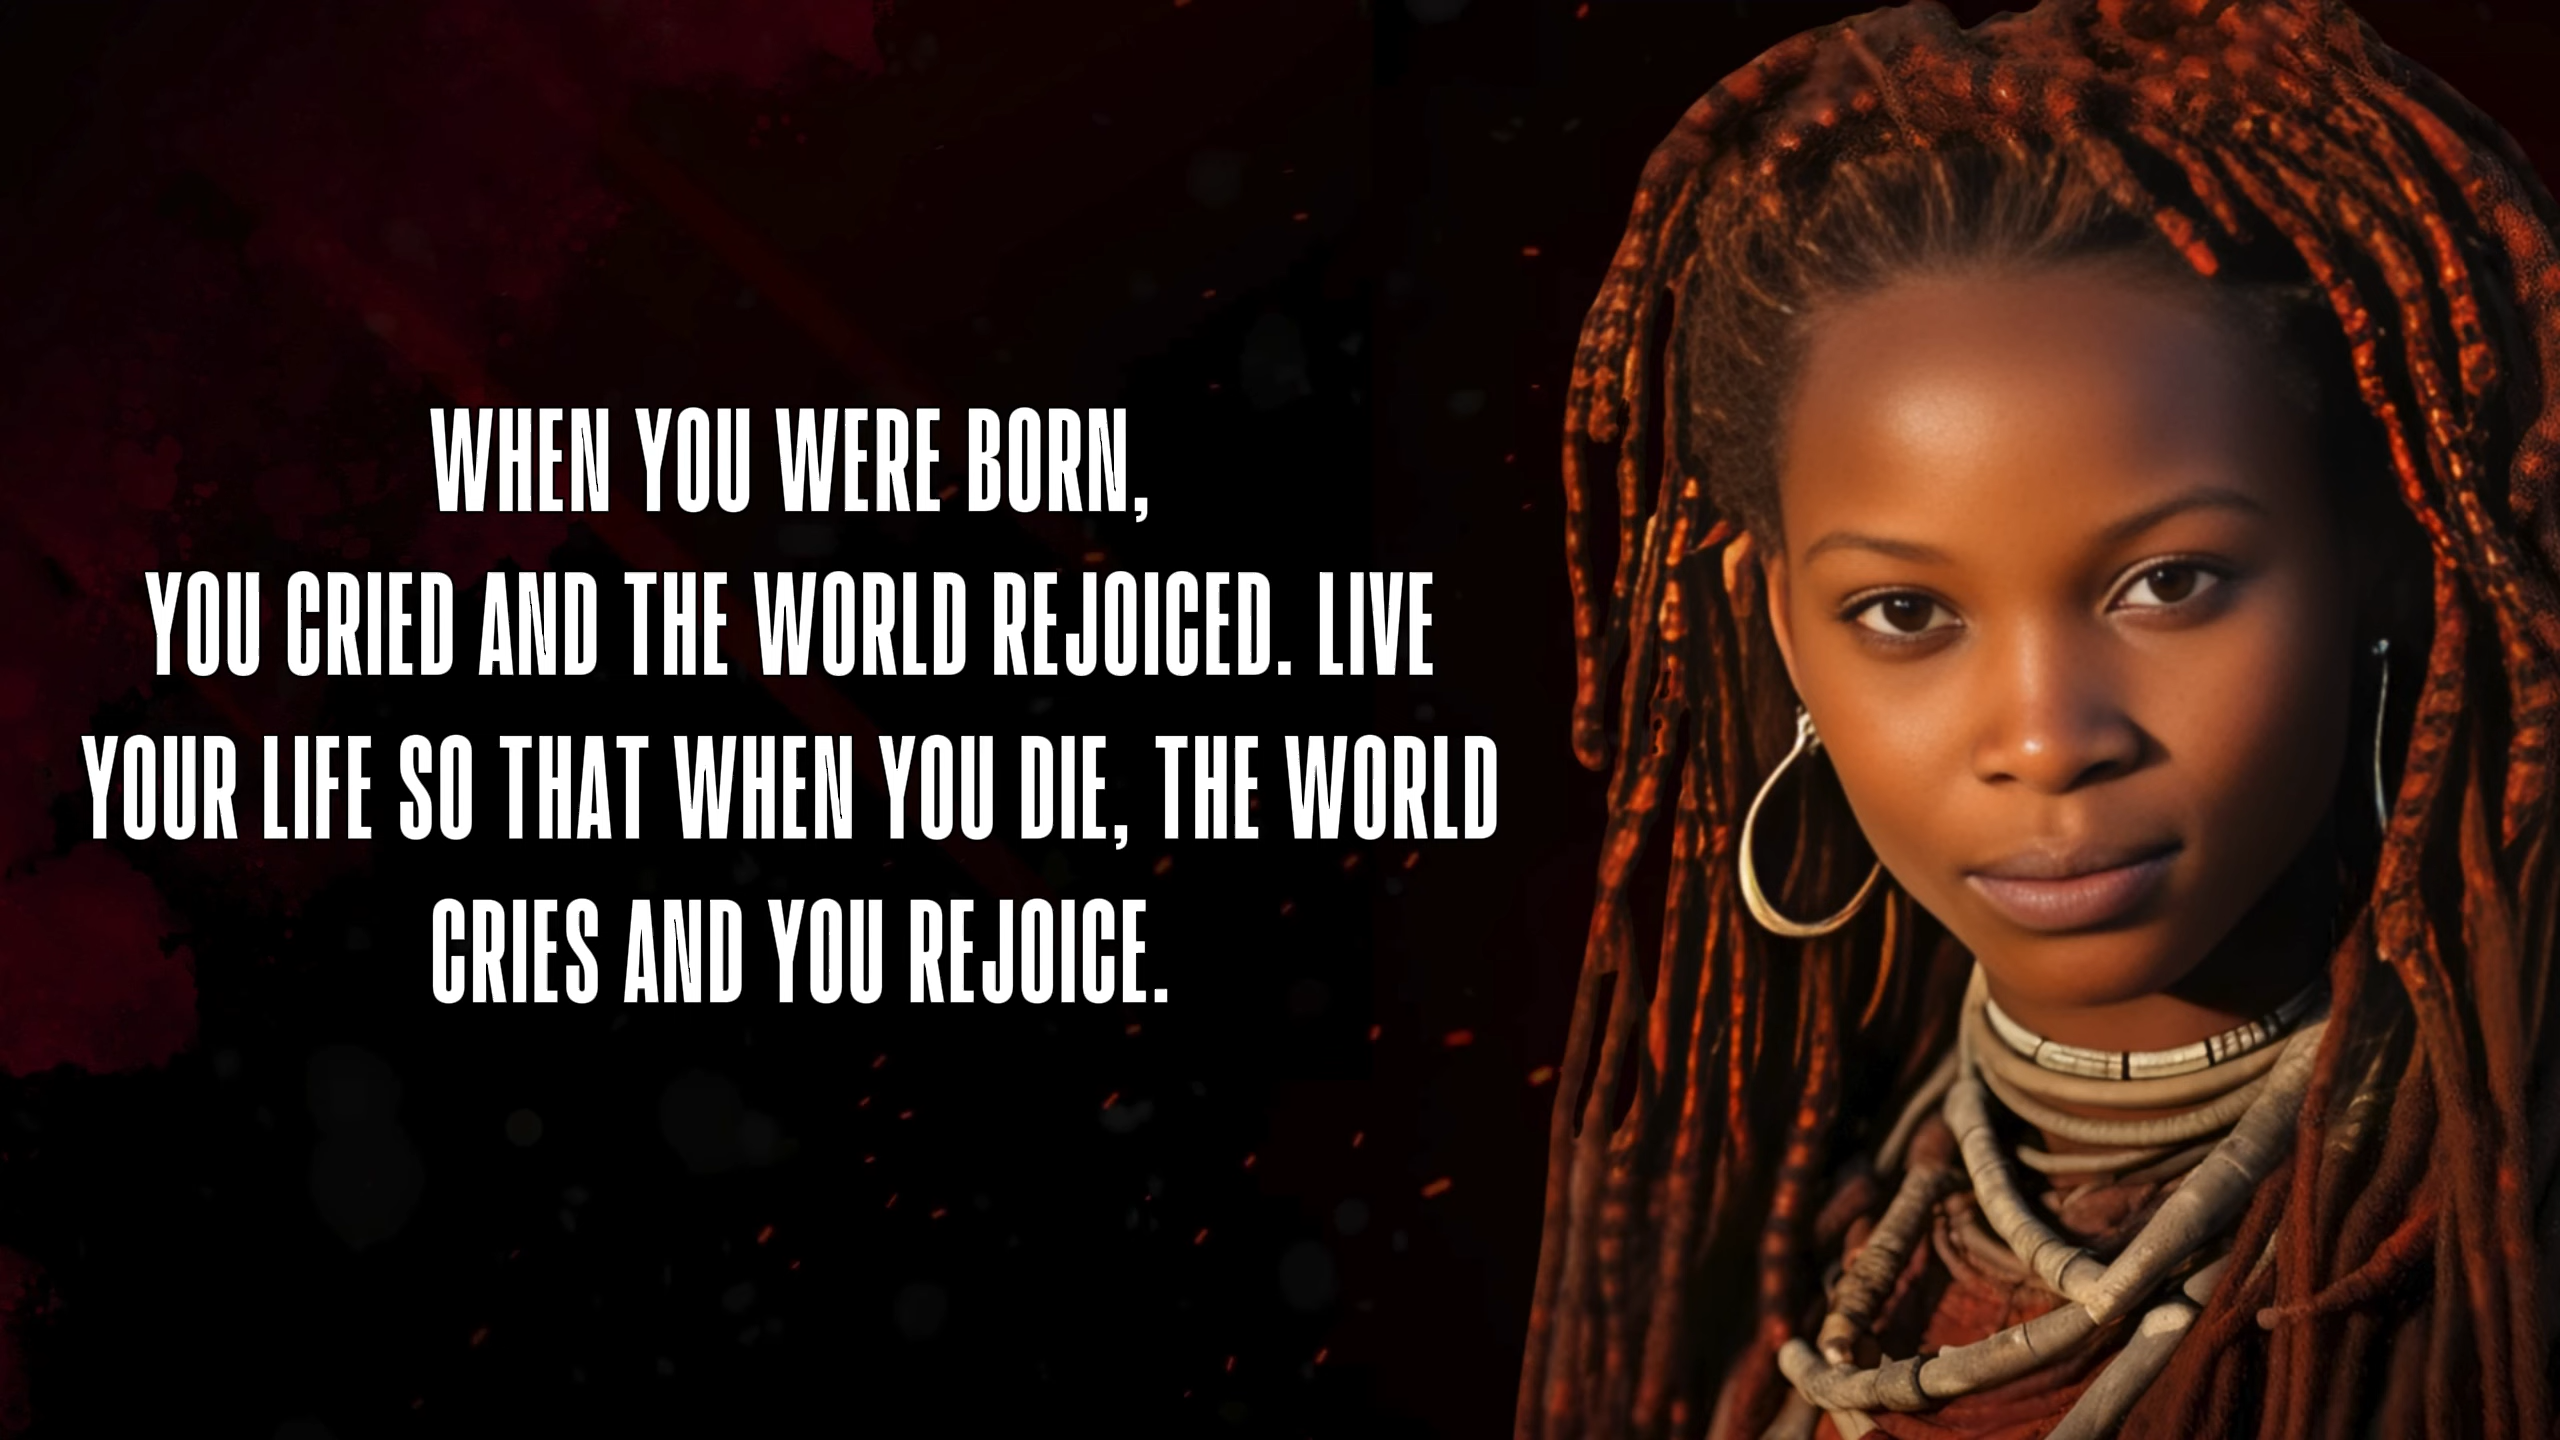 WHEN YOU WERE BORN,
YOU CRIED AND THE WORLD REJOICED. LIVE
YOUR LIFE SO THAT WHEN YOU DIE, THE WORLD
CRIES AND YOU REJOICE.